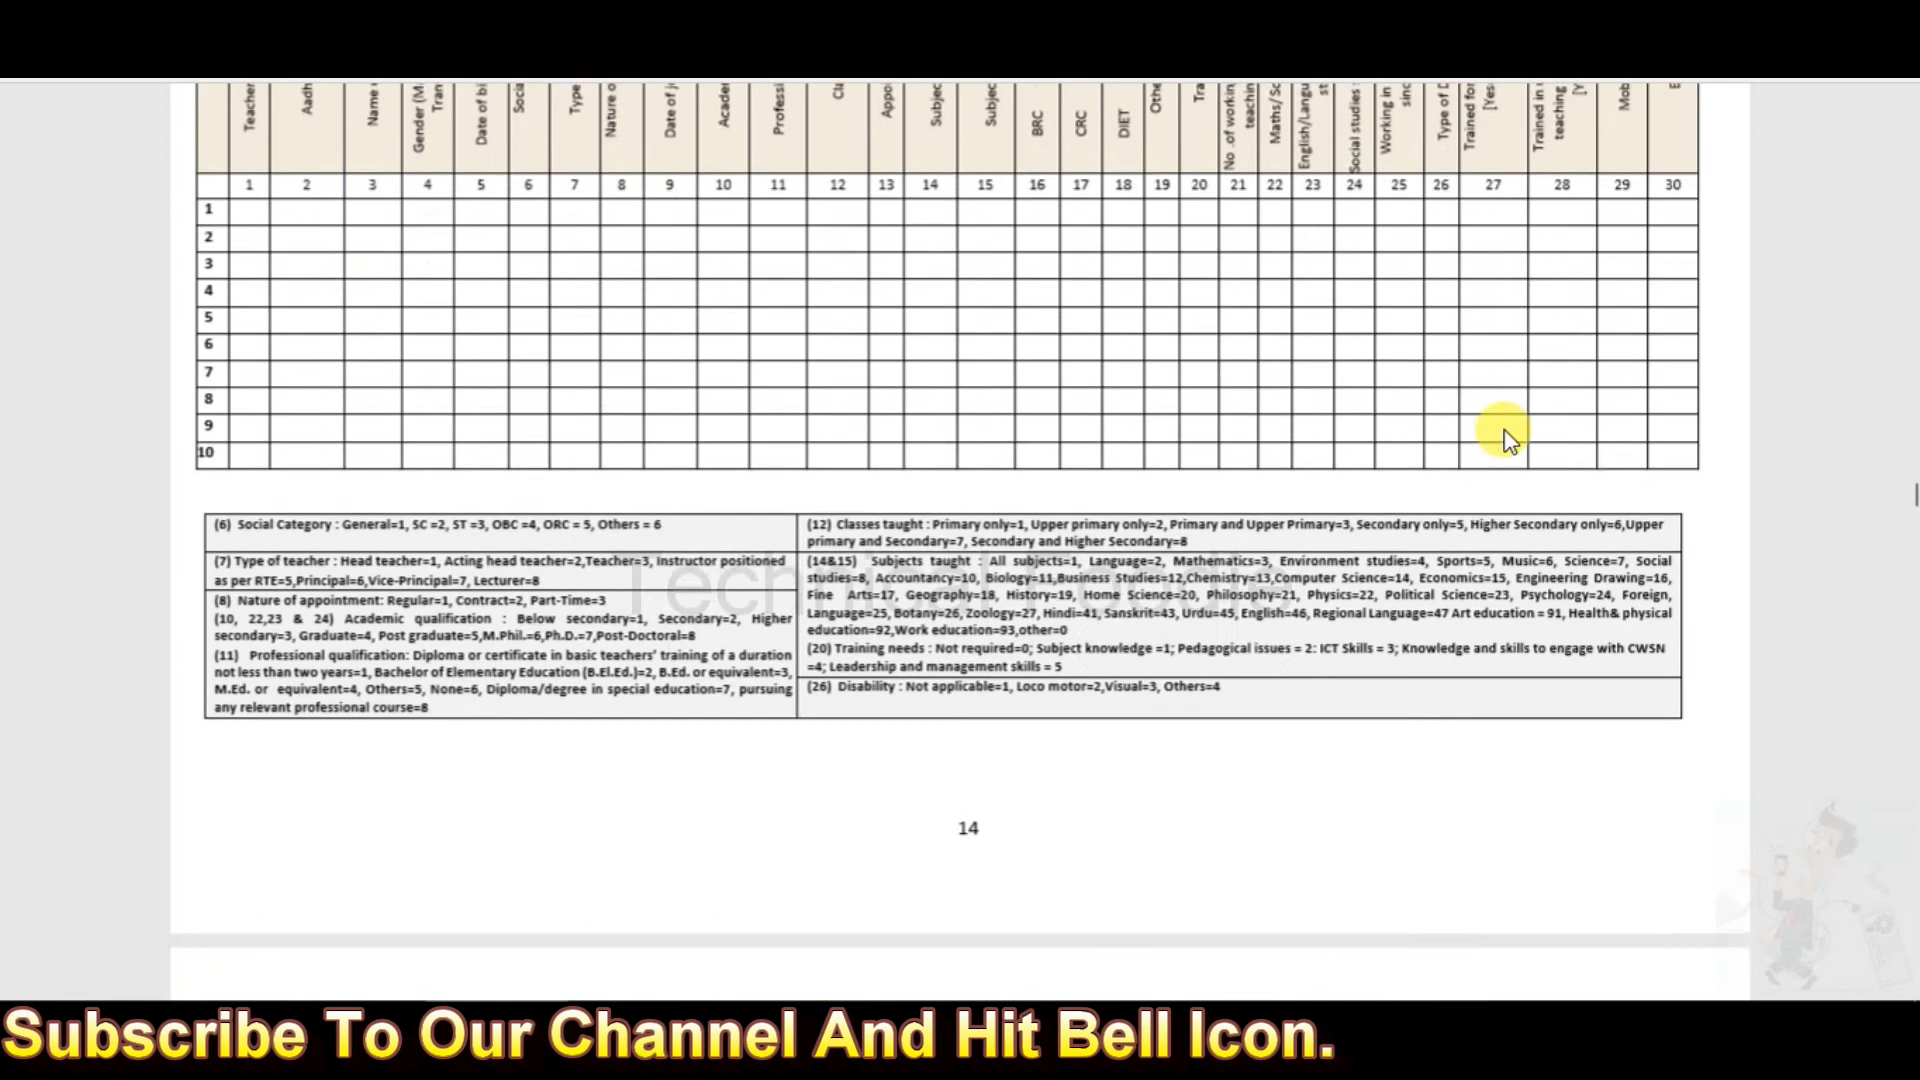 Teacher
Aadh
Name
Gender (M
Tran
Date of bi
Socia
Type
Nature o
Date of j
Acade
Professi
Cla
Appo
Subjec
Subjec
BRC
CRC
DIET
Othe
Tra
No .of workin
teachin
Maths/ Sc
English/Langu
st
Social studies
Working in
sinc
Type of D
Trained for
[Yes
Trained in
teaching
[Y
Mob
E
1 2 3 4 5 6 7 8 9 10 11 12 13 14 15 16 17 18 19 20 21 22 23 24 25 26 27 28 29 30
1
2
3
4
5
6
7
8
9
10
(6) Social Category : General=1, SC =2, ST =3, OBC =4, ORC = 5, Others = 6
(7) Type of teacher : Head teacher=1, Acting head teacher=2,Teacher=3, Instructor positioned
as per RTE=5,Principal=6,Vice-Principal=7, Lecturer=8
(8) Nature of appointment: Regular=1, Contract=2, Part-Time=3
(10, 22,23 & 24) Academic qualification : Below secondary=1, Secondary=2, Higher
secondary=3, Graduate=4, Post graduate=5,M.Phil.=6,Ph.D.=7,Post-Doctoral=8
(11) Professional qualification: Diploma or certificate in basic teachers' training of a duration
not less than two years=1, Bachelor of Elementary Education (B.El.Ed.)=2, B.Ed. or equivalent=3,
M.Ed. or equivalent=4, Others=5, None=6, Diploma/degree in special education=7, pursuing
any relevant professional course=8
(12) Classes taught : Primary only=1, Upper primary only=2, Primary and Upper Primary=3, Secondary only=5, Higher Secondary only=6,Upper
primary and Secondary=7, Secondary and Higher Secondary=8
(14&15) Subjects taught : All subjects=1, Language=2, Mathematics=3, Environment studies=4, Sports=5, Music=6, Science=7, Social
studies=8, Accountancy=10, Biology=11,Business Studies=12,Chemistry=13,Computer Science=14, Economics=15, Engineering Drawing=16,
Fine Arts=17, Geography=18, History=19, Home Science=20, Philosophy=21, Physics=22, Political Science=23, Psychology=24, Foreign,
Language=25, Botany=26, Zoology=27, Hindi=41, Sanskrit=43, Urdu=45, English=46, Regional Language=47 Art education = 91, Health& physical
education=92,Work education=93,other=0
(20) Training needs : Not required=0; Subject knowledge =1; Pedagogical issues = 2: ICT Skills = 3; Knowledge and skills to engage with CWSN
=4; Leadership and management skills = 5
(26) Disability : Not applicable=1, Loco motor=2,Visual=3, Others=4
14
Subscribe To Our Channel And Hit Bell Icon.